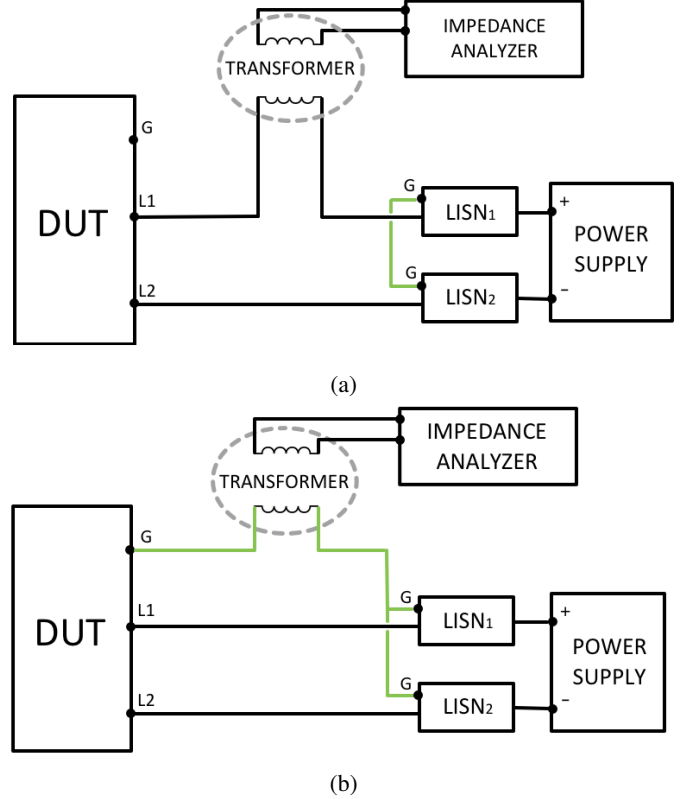 IMPEDANCE
ANALYZER
TRANSFORMER
G
DUT
L1
L2
G
LISN1
G
LISN2
+
POWER
SUPPLY
−
(a)
IMPEDANCE
ANALYZER
TRANSFORMER
G
DUT
L1
L2
G
LISN1
G
LISN2
+
POWER
SUPPLY
−
(b)